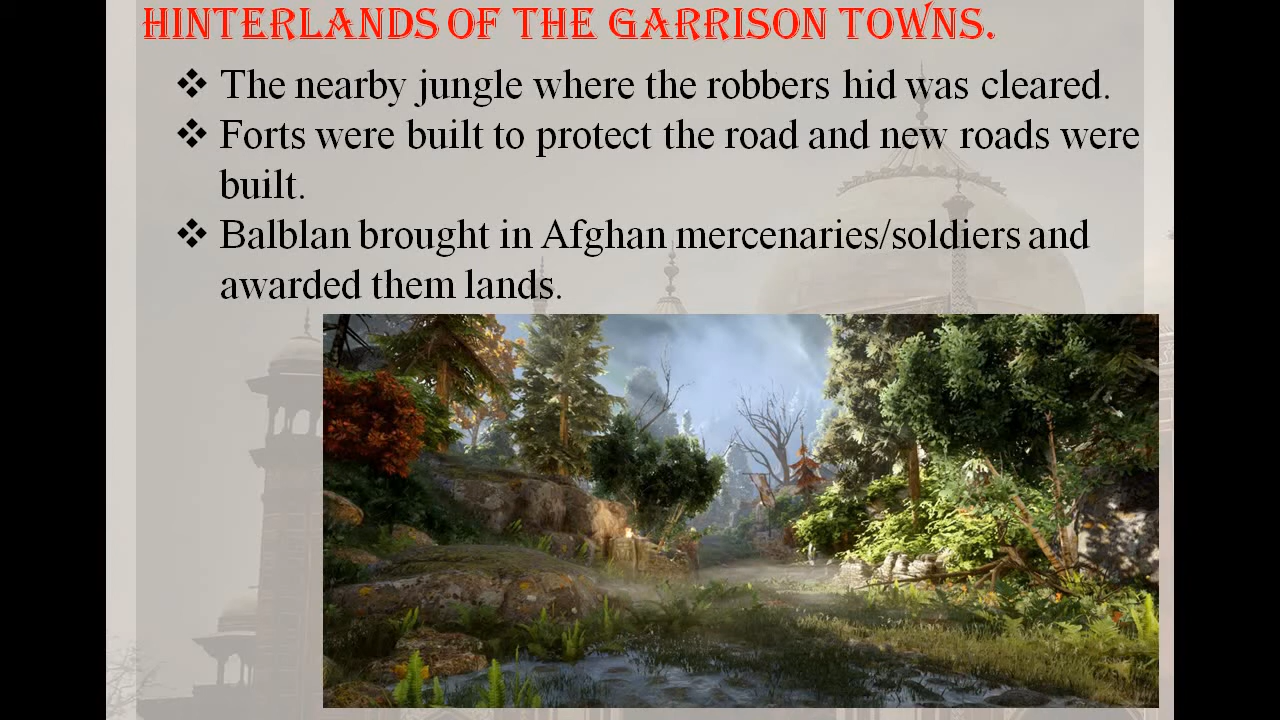 HINTERLANDS OF THE GARRISON TOWNS.
❖ The nearby jungle where the robbers hid was cleared.
❖ Forts were built to protect the road and new roads were
built.
❖ Balblan brought in Afghan mercenaries/soldiers and
awarded them lands.